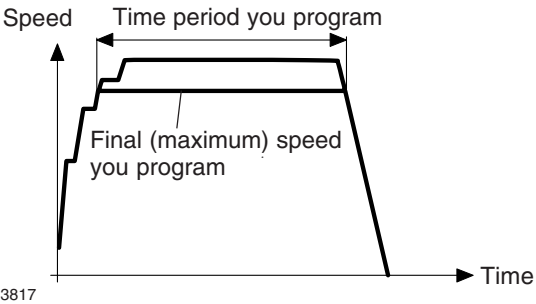 Speed
Time period you program
Final (maximum) speed
you program
Time
3817